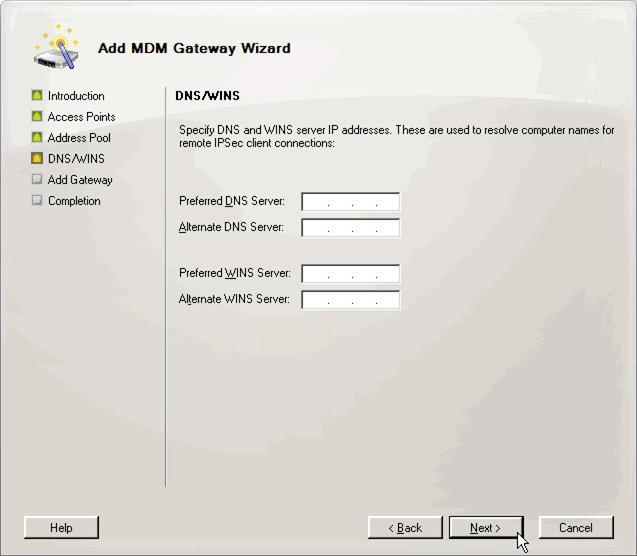 Add MDM Gateway Wizard
Introduction
Access Points
Address Pool
DNS/WINS
Add Gateway
Completion
DNS/WINS
Specify DNS and WINS server IP addresses. These are used to resolve computer names for
remote IPSec client connections:
Preferred DNS Server: . . .
Alternate DNS Server: . . .
Preferred WINS Server: . . .
Alternate WINS Server: . . .
Help
< Back
Next >
Cancel